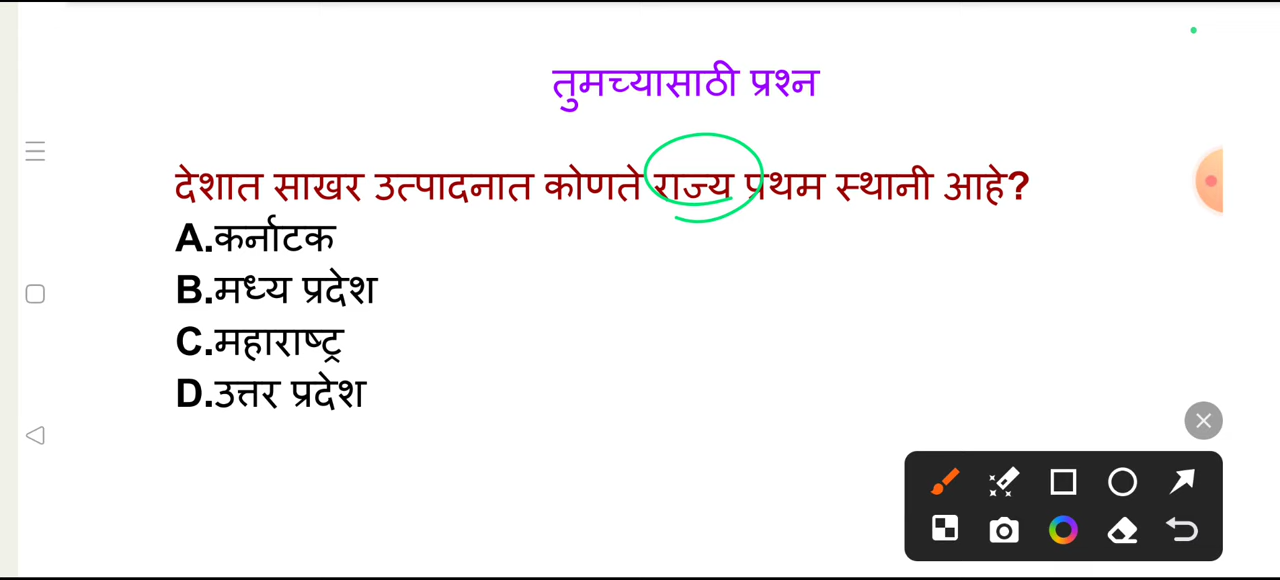 तुमच्यासाठी प्रश्न
देशात साखर उत्पादनात कोणते राज्य प्रथम स्थानी आहे?
A.कर्नाटक
B.मध्य प्रदेश
C.महाराष्ट्र
D.उत्तर प्रदेश